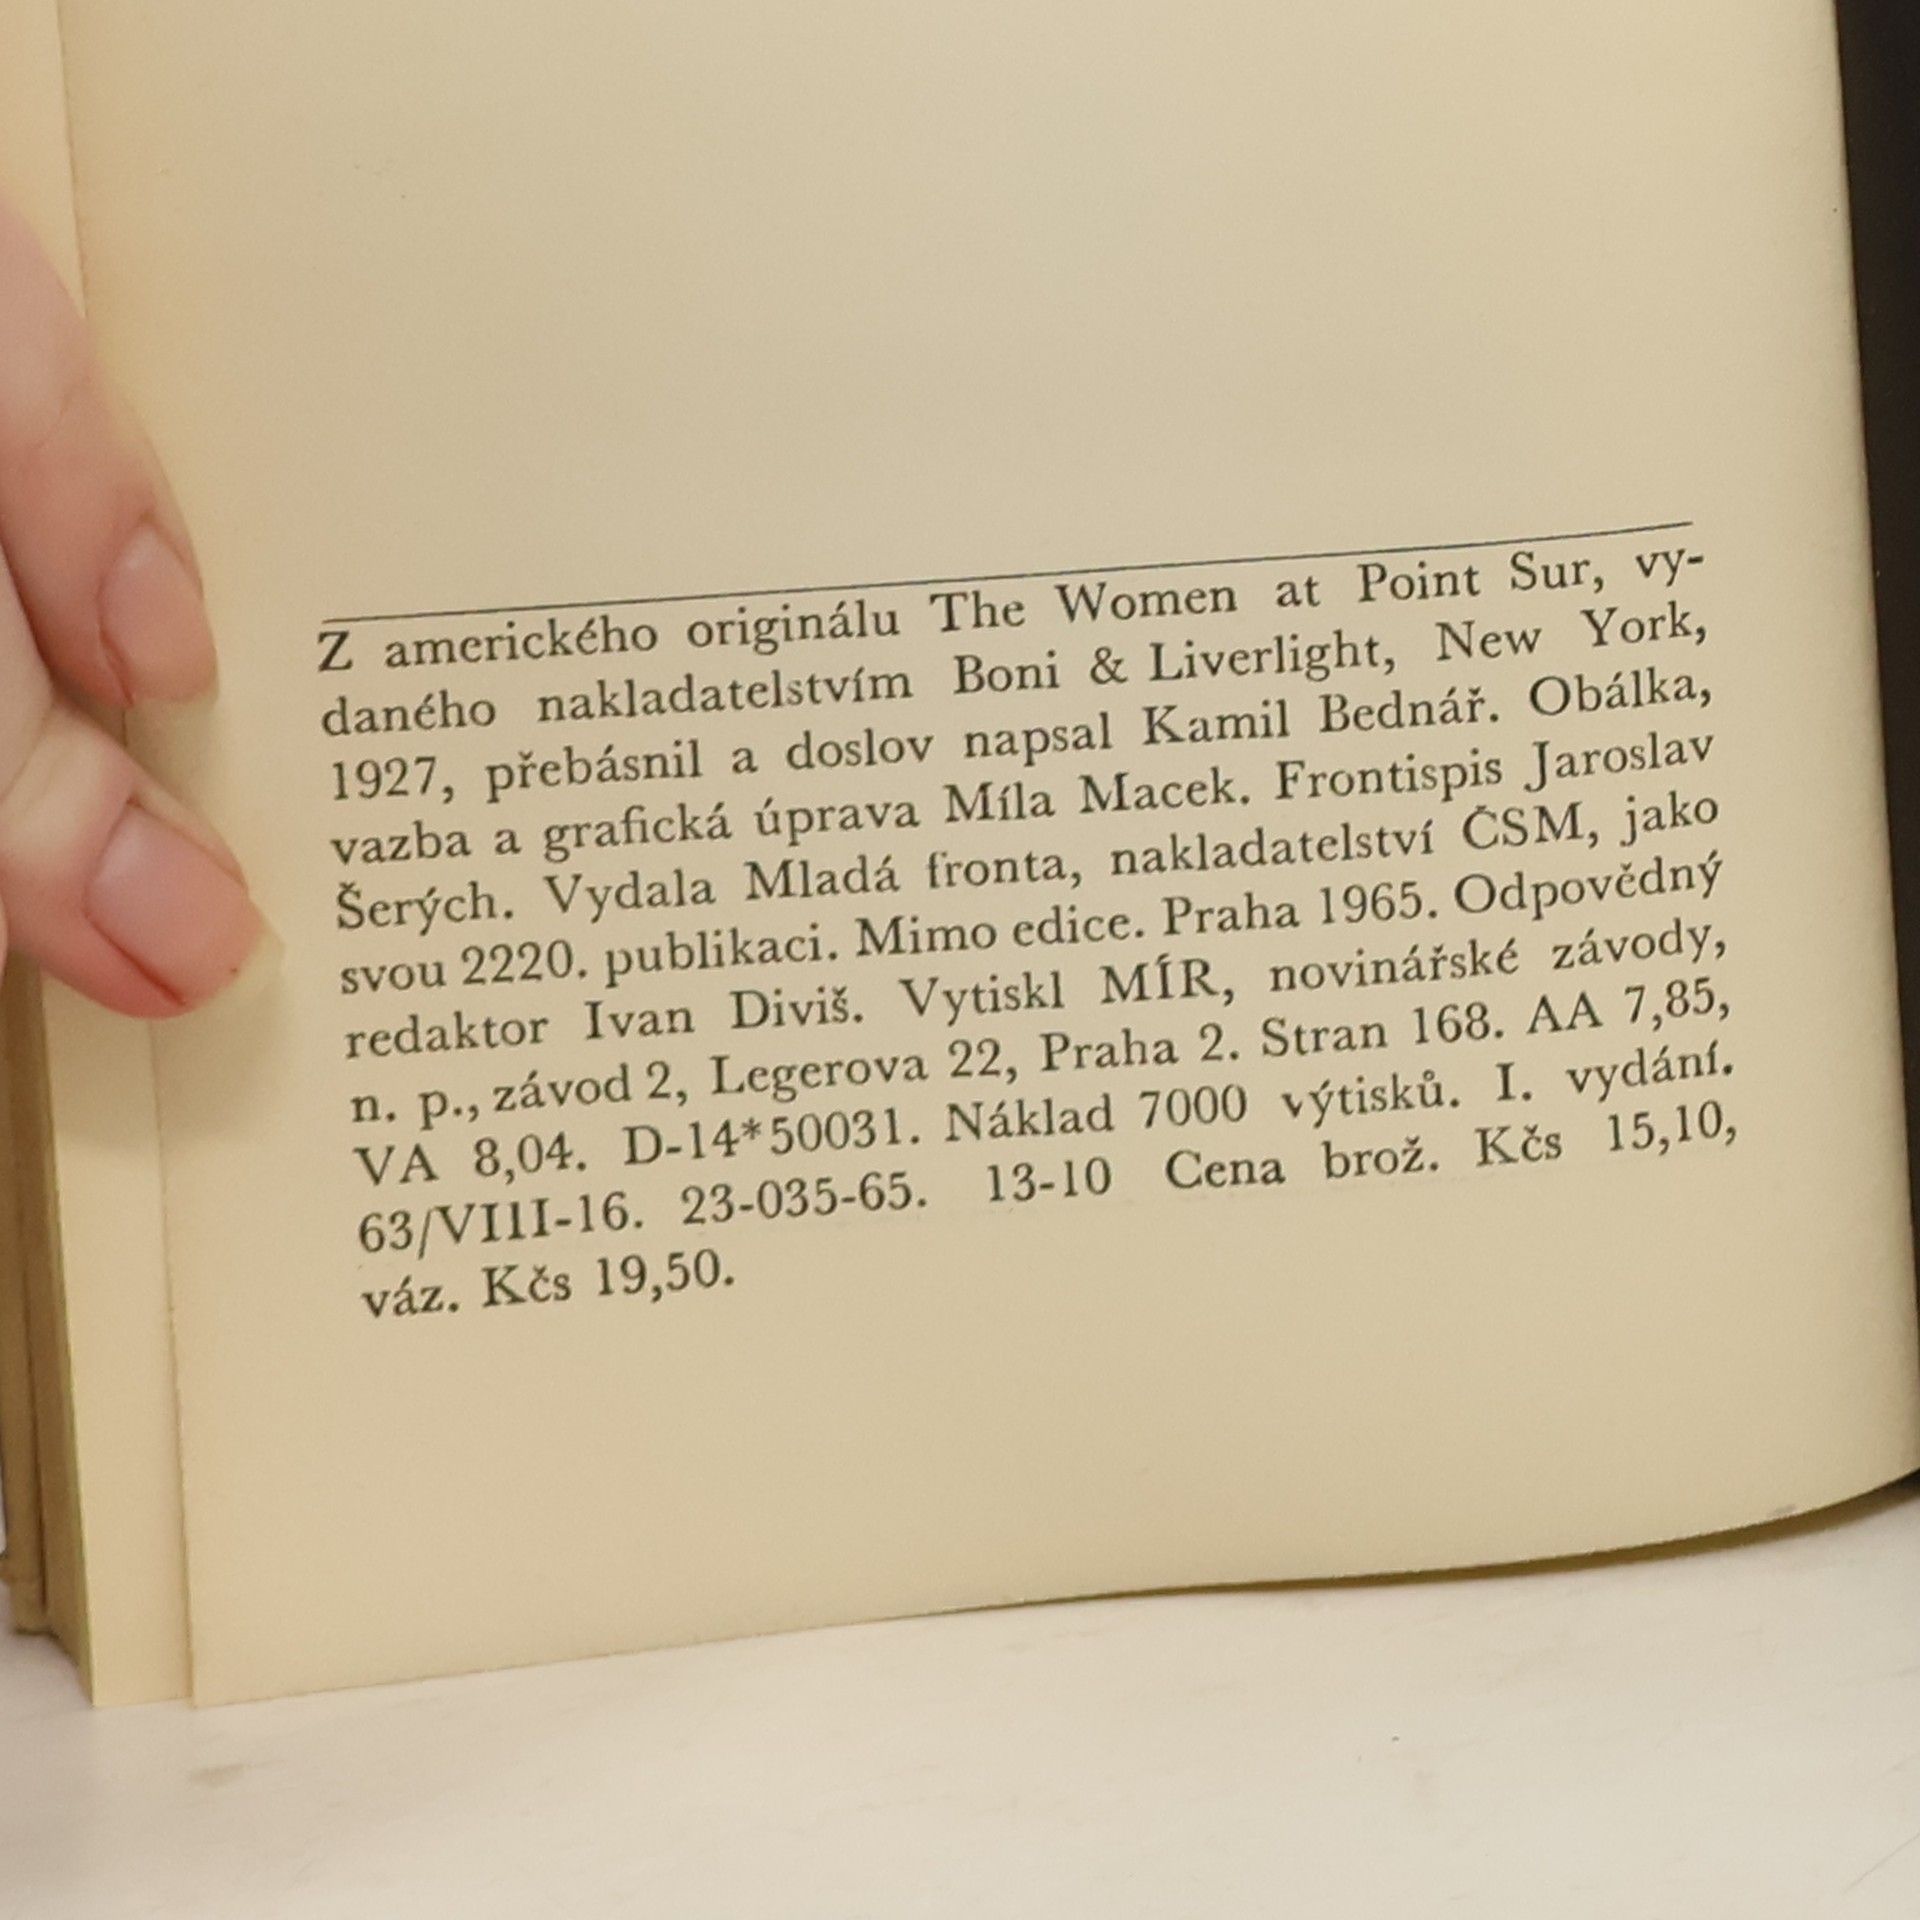 Z amerického originálu The Women at Point Sur, vy-
daného nakladatelstvím Boni & Liverlight, New York,
1927, přebásnil a doslov napsal Kamil Bednář. Obálka,
vazba a grafická úprava Míla Macek. Frontispis Jaroslav
Šerých. Vydala Mladá fronta, nakladatelství ČSM, jako
svou 2220. publikaci. Mimo edice. Praha 1965. Odpovědný
redaktor Ivan Diviš. Vytiskl MÍR, novinářské závody,
n. p., závod 2, Legerova 22, Praha 2. Stran 168. AA 7,85,
VA 8,04. D-14*50031. Náklad 7000 výtisků. I. vydání.
63/VIII-16. 23-035-65. 13-10 Cena brož. Kčs 15,10,
váz. Kčs 19,50.